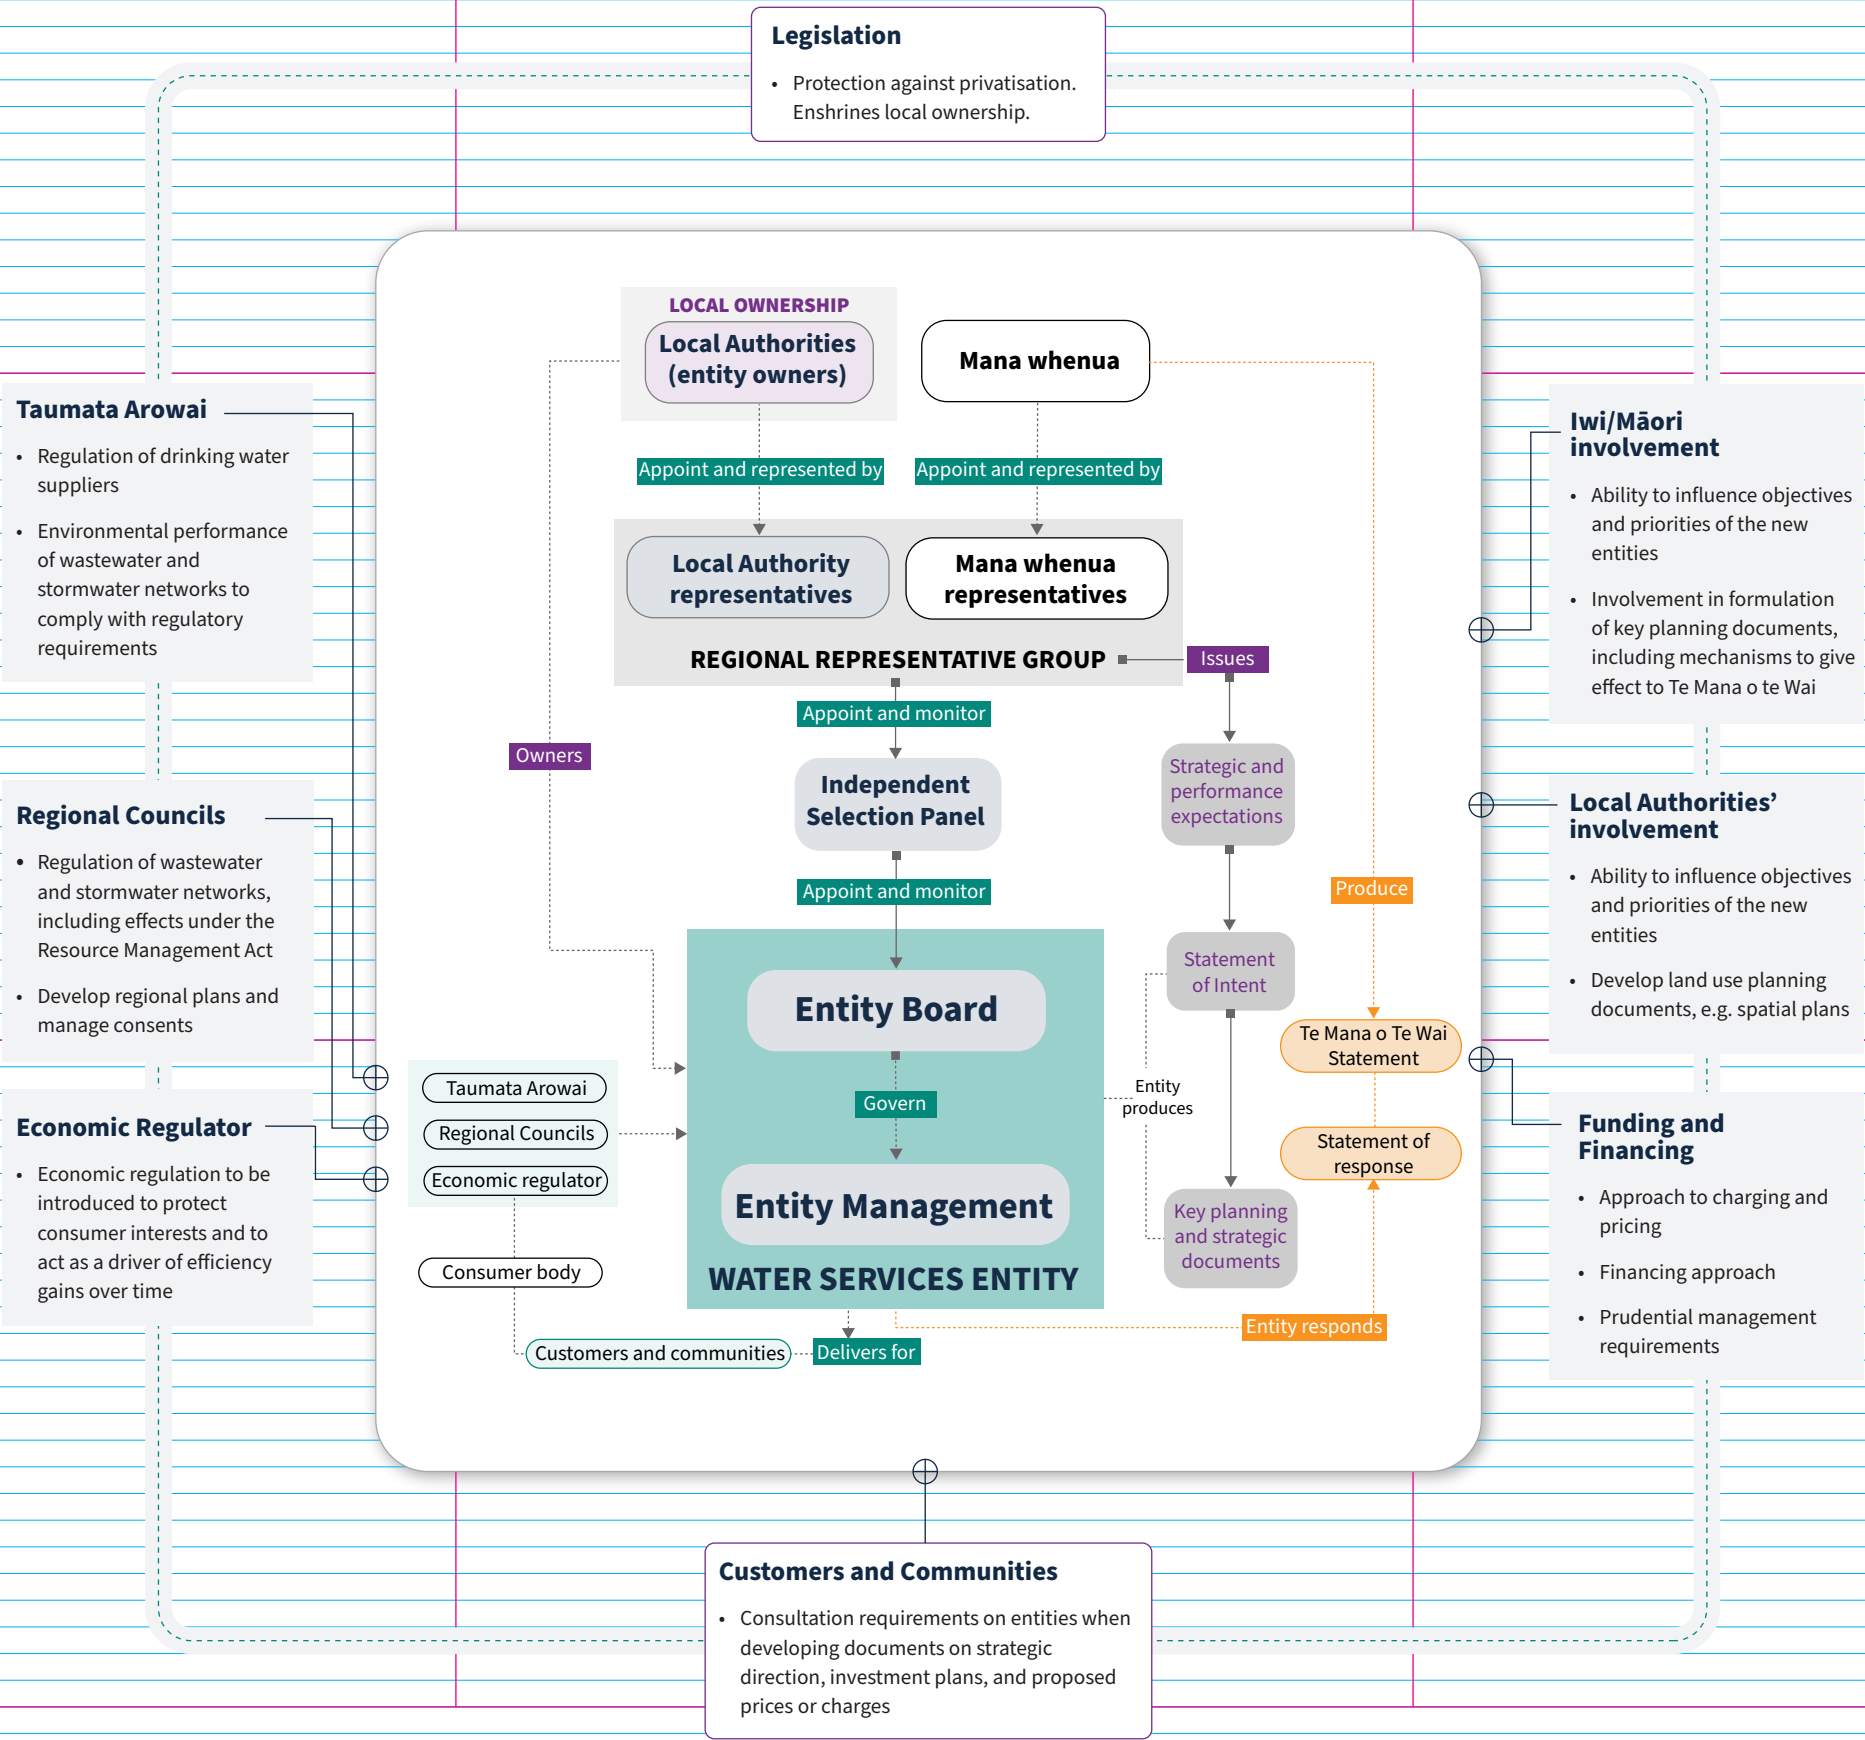 Legislation
• Protection against privatisation.
Enshrines local ownership.
Taumata Arowai
• Regulation of drinking water
suppliers
• Environmental performance
of wastewater and
stormwater networks to
comply with regulatory
requirements
Regional Councils
• Regulation of wastewater
and stormwater networks,
including effects under the
Resource Management Act
• Develop regional plans and
manage consents
Economic Regulator
• Economic regulation to be
introduced to protect
consumer interests and to
act as a driver of efficiency
gains over time
LOCAL OWNERSHIP
Local Authorities
(entity owners)
Mana whenua
Appoint and represented by
Appoint and represented by
Local Authority
representatives
Mana whenua
representatives
REGIONAL REPRESENTATIVE GROUP
Issues
Appoint and monitor
Owners
Independent
Selection Panel
Strategic and
performance
expectations
Appoint and monitor
Produce
Entity Board
Statement
of Intent
Te Mana o Te Wai
Statement
Taumata Arowai
Regional Councils
Economic regulator
Govern
Entity
produces
Statement of
response
Entity Management
Key planning
and strategic
documents
WATER SERVICES ENTITY
Consumer body
Customers and communities
Delivers for
Entity responds
Iwi/Māori
involvement
• Ability to influence objectives
and priorities of the new
entities
• Involvement in formulation
of key planning documents,
including mechanisms to give
effect to Te Mana o te Wai
Local Authorities’
involvement
• Ability to influence objectives
and priorities of the new
entities
• Develop land use planning
documents, e.g. spatial plans
Funding and
Financing
• Approach to charging and
pricing
• Financing approach
• Prudential management
requirements
Customers and Communities
• Consultation requirements on entities when
developing documents on strategic
direction, investment plans, and proposed
prices or charges